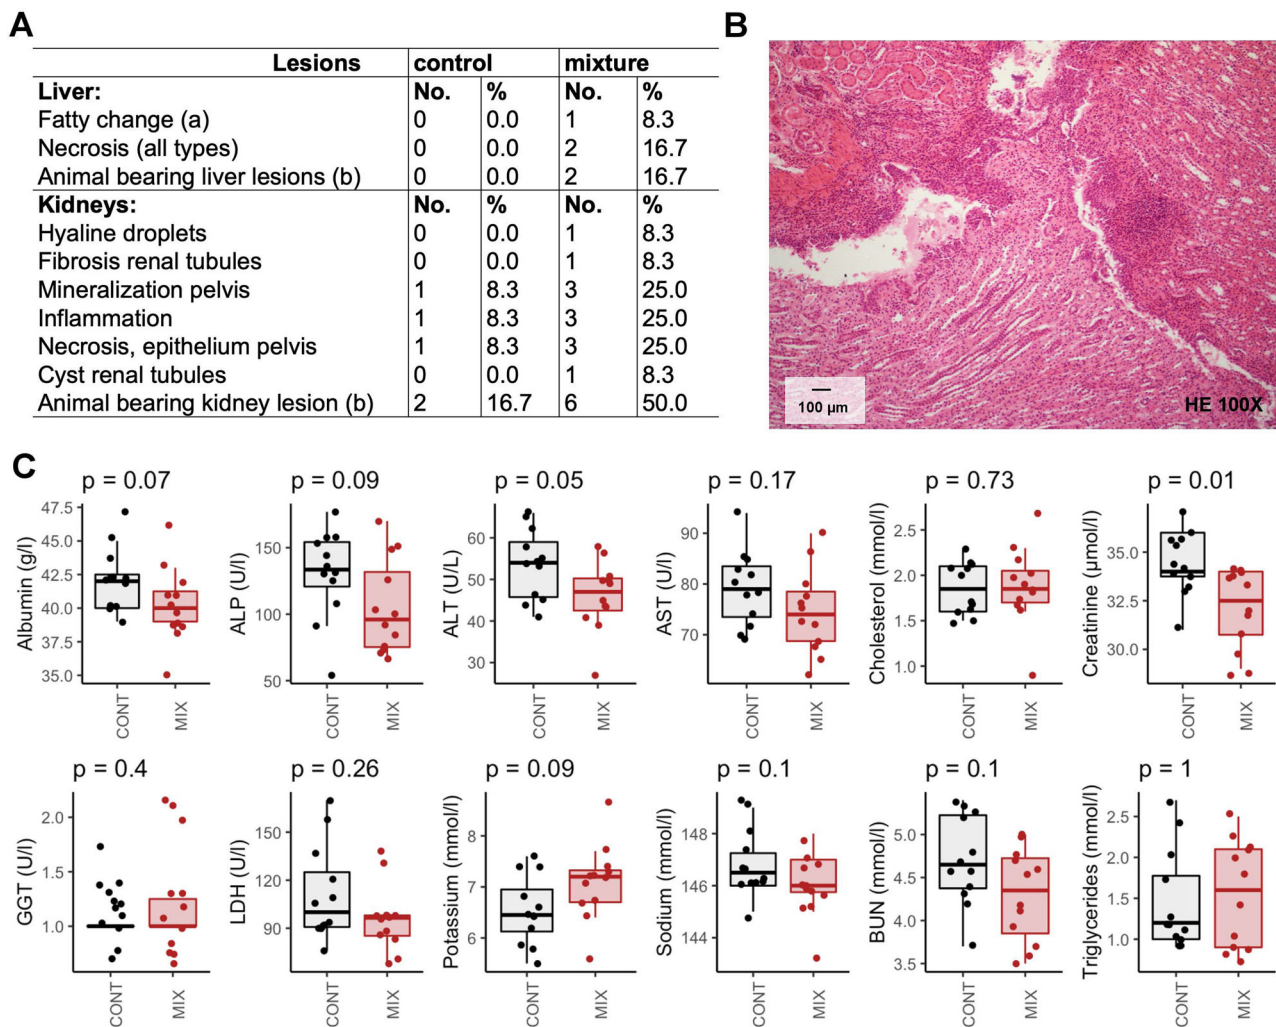 A
Lesions control mixture
Liver: No. % No. %
Fatty change (a) 0 0.0 1 8.3
Necrosis (all types) 0 0.0 2 16.7
Animal bearing liver lesions (b) 0 0.0 2 16.7
Kidneys: No. % No. %
Hyaline droplets 0 0.0 1 8.3
Fibrosis renal tubules 0 0.0 1 8.3
Mineralization pelvis 1 8.3 3 25.0
Inflammation 1 8.3 3 25.0
Necrosis, epithelium pelvis 1 8.3 3 25.0
Cyst renal tubules 0 0.0 1 8.3
Animal bearing kidney lesion (b) 2 16.7 6 50.0
B
100 µm
HE 100X
C
p = 0.07
Albumin (g/l)
47.5
45.0
42.5
40.0
37.5
35.0
CONT
MIX
p = 0.09
ALP (U/l)
150
100
50
CONT
MIX
p = 0.05
ALT (U/L)
60
50
40
30
CONT
MIX
p = 0.17
AST (U/l)
90
80
70
CONT
MIX
p = 0.73
Cholesterol (mmol/l)
2.5
2.0
1.5
1.0
CONT
MIX
p = 0.01
Creatinine (µmol/l)
35.0
32.5
30.0
CONT
MIX
p = 0.4
GGT (U/l)
2.0
1.5
1.0
CONT
MIX
p = 0.26
LDH (U/l)
150
120
90
CONT
MIX
p = 0.09
Potassium (mmol/l)
8
7
6
CONT
MIX
p = 0.1
Sodium (mmol/l)
148
146
144
CONT
MIX
p = 0.1
BUN (mmol/l)
5.0
4.5
4.0
3.5
CONT
MIX
p = 1
Triglycerides (mmol/l)
2.5
2.0
1.5
1.0
CONT
MIX